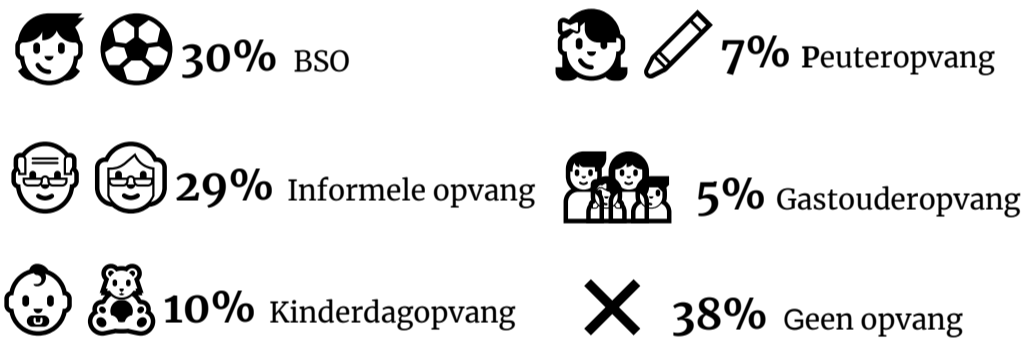 30% BSO
7% Peuteropvang
29% Informele opvang
5% Gastouderopvang
10% Kinderdagopvang
38% Geen opvang